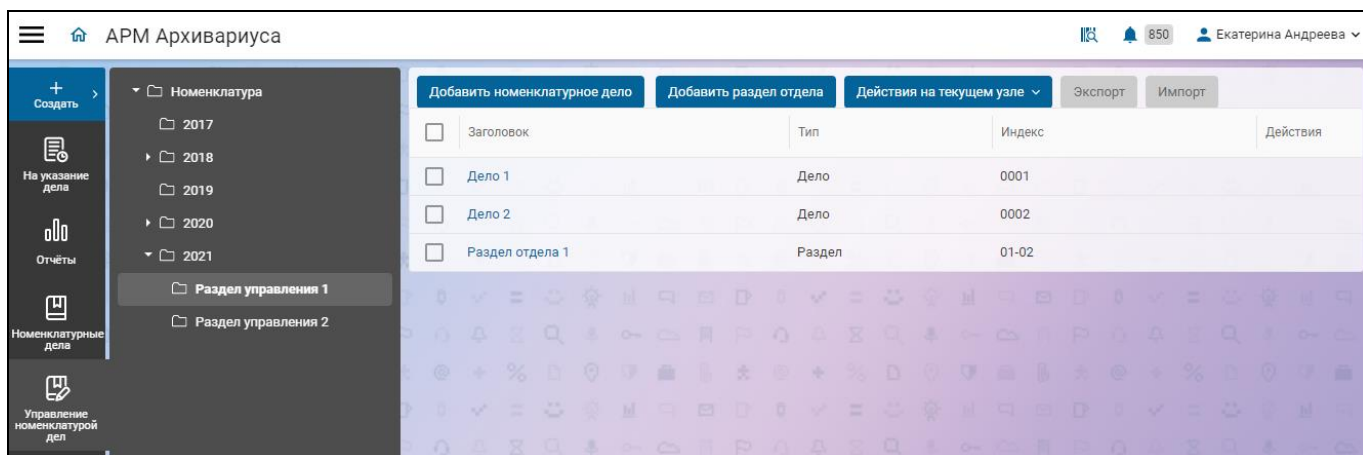 АРМ Архивариуса
850
Екатерина Андреева
Создать
На указание
дела
Отчёты
Номенклатурные
дела
Управление
номенклатурой
дел
Номенклатура
2017
2018
2019
2020
2021
Раздел управления 1
Раздел управления 2
Добавить номенклатурное дело Добавить раздел отдела Действия на текущем узле Экспорт Импорт
Заголовок Тип Индекс Действия
Дело 1 Дело 0001
Дело 2 Дело 0002
Раздел отдела 1 Раздел 01-02